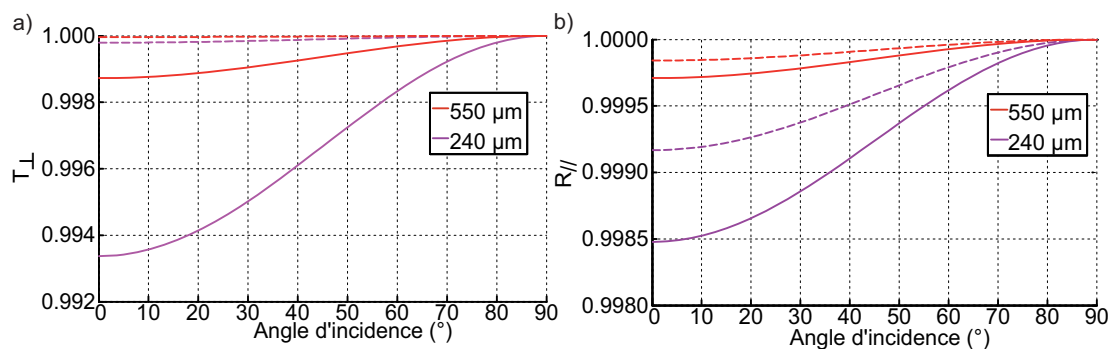 a)
1.000
0.998
0.996
0.994
0.992
T⊥
550 µm
240 µm
0 10 20 30 40 50 60 70 80 90
Angle d'incidence (°)
b)
1.0000
0.9995
0.9990
0.9985
0.9980
R//
550 µm
240 µm
0 10 20 30 40 50 60 70 80 90
Angle d'incidence (°)